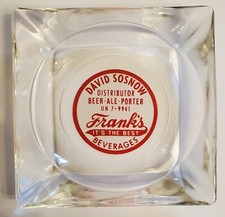 DAVID SOSNOW
DISTRIBUTOR
BEER-ALE-PORTER
UN 7-9941
Frank's
IT'S THE BEST
BEVERAGES